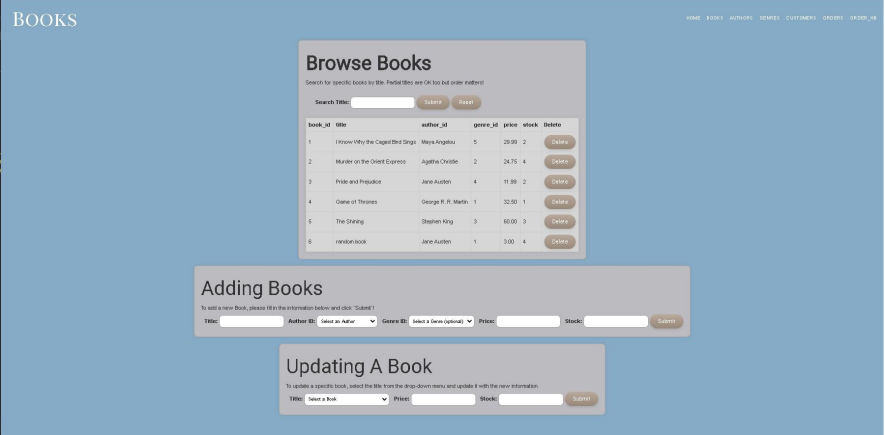 BOOKS
HOME BOOKS AUTHORS GENRES CUSTOMERS ORDERS ORDER_HB
Browse Books
Search for specific books by title. Partial titles are OK too but order matters!
Search Title: Submit Reset
book_id title author_id genre_id price stock Delete
1 I Know Why the Caged Bird Sings Maya Angelou 5 29.99 2 Delete
2 Murder on the Orient Express Agatha Christie 2 24.75 4 Delete
3 Pride and Prejudice Jane Austen 4 11.99 2 Delete
4 Game of Thrones George R. R. Martin 1 32.50 1 Delete
5 The Shining Stephen King 3 60.00 3 Delete
6 random book Jane Austen 1 3.00 4 Delete
Adding Books
To add a new Book, please fill in the information below and click "Submit"!
Title: Author ID: Select an Author Genre ID: Select a Genre (optional) Price: Stock: Submit
Updating A Book
To update a specific book, select the title from the drop-down menu and update it with the new information
Title: Select a Book Price: Stock: Submit